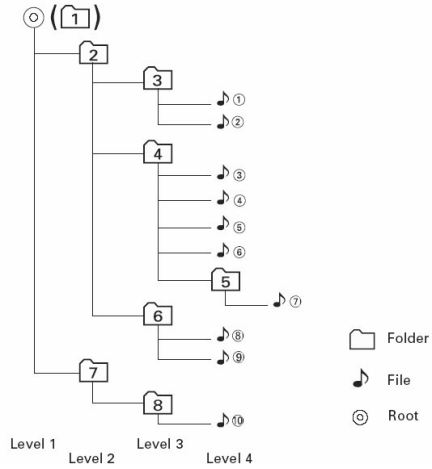 (1)
2
3
①
②
4
③
④
⑤
⑥
5
⑦
6
⑧
⑨
7
8
⑩
Folder
File
Root
Level 1
Level 2
Level 3
Level 4